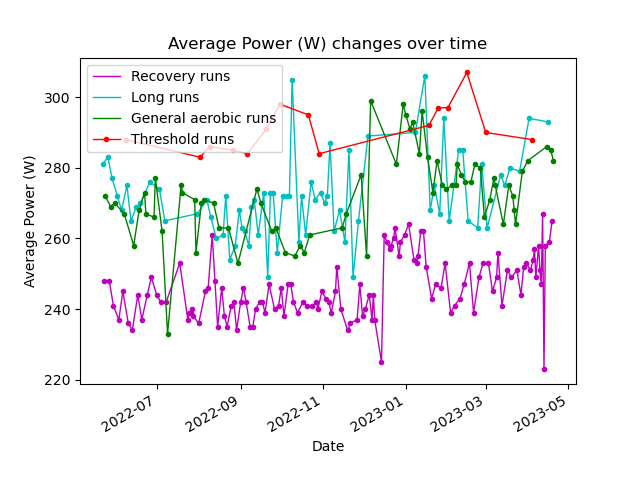 Average Power (W) changes over time
Recovery runs
Long runs
General aerobic runs
Threshold runs
Average Power (W)
300
280
260
240
220
2022-07
2022-09
2022-11
2023-01
2023-03
2023-05
Date